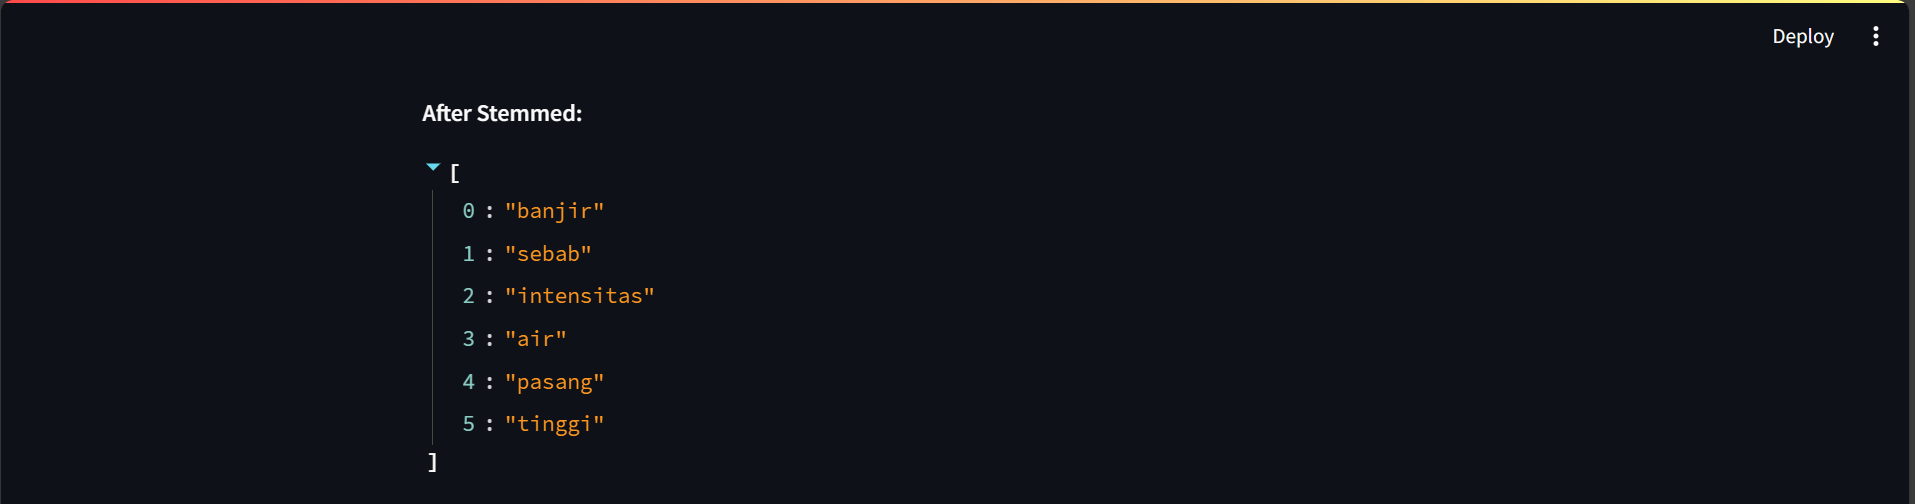 Deploy
After Stemmed:
[
0 : "banjir"
1 : "sebab"
2 : "intensitas"
3 : "air"
4 : "pasang"
5 : "tinggi"
]